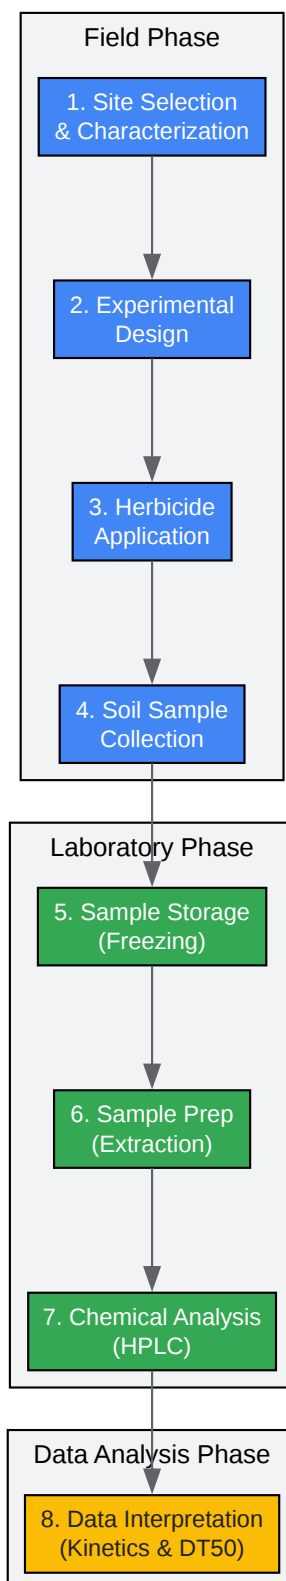 Field Phase
1. Site Selection
& Characterization
2. Experimental
Design
3. Herbicide
Application
4. Soil Sample
Collection
Laboratory Phase
5. Sample Storage
(Freezing)
6. Sample Prep
(Extraction)
7. Chemical Analysis
(HPLC)
Data Analysis Phase
8. Data Interpretation
(Kinetics & DT50)